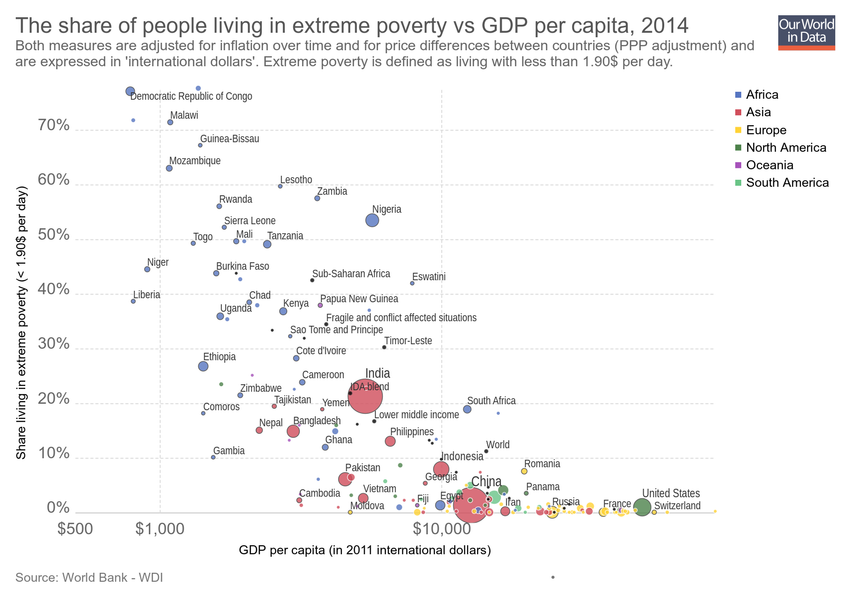 The share of people living in extreme poverty vs GDP per capita, 2014
Our World
in Data
Both measures are adjusted for inflation over time and for price differences between countries (PPP adjustment) and
are expressed in 'international dollars'. Extreme poverty is defined as living with less than 1.90$ per day.
Democratic Republic of Congo
Africa
Malawi
Asia
70%
Europe
Guinea-Bissau
North America
Mozambique
Oceania
60%
Lesotho
South America
Zambia
Rwanda
Nigeria
Sierra Leone
50%
Togo
Mali
Tanzania
Niger
Burkina Faso
Sub-Saharan Africa
Eswatini
40%
Liberia
Chad
Kenya
Papua New Guinea
Uganda
Fragile and conflict affected situations
Sao Tome and Principe
30%
Timor-Leste
Ethiopia
Cote d'Ivoire
Cameroon
India
Zimbabwe
IDA blend
20%
Comoros
Tajikistan
Yemen
South Africa
Nepal
Bangladesh
Lower middle income
Ghana
Philippines
10%
Gambia
Indonesia
World
Pakistan
Georgia
Romania
Cambodia
Vietnam
Fiji
Egypt
China
Iran
Panama
United States
0%
Moldova
Russia
France
Switzerland
$500
$1,000
$10,000
Share living in extreme poverty (< 1.90$ per day)
GDP per capita (in 2011 international dollars)
Source: World Bank - WDI